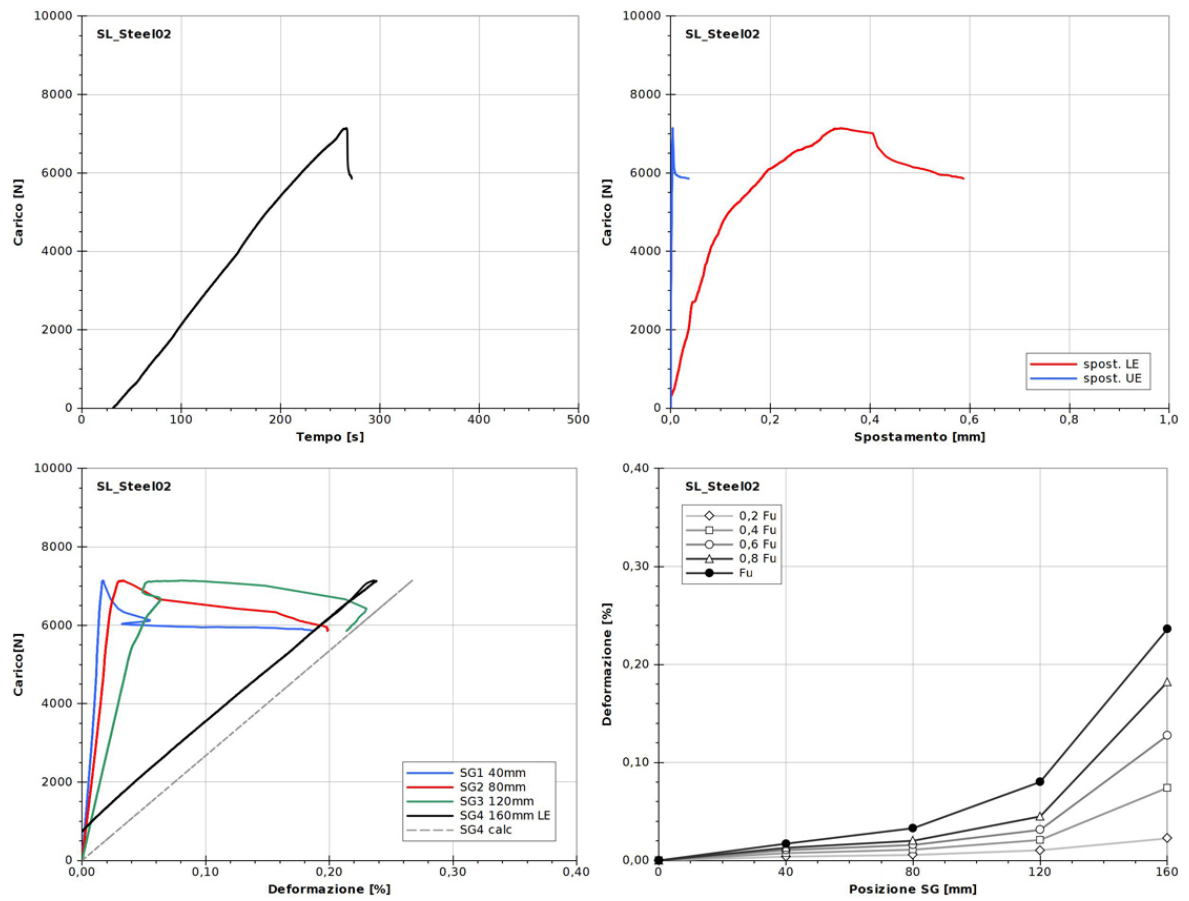 10000
8000
6000
4000
2000
0
SL_Steel02
Carico [N]
0 100 200 300 400 500
Tempo [s]
10000
8000
6000
4000
2000
0
SL_Steel02
Carico [N]
spost. LE
spost. UE
0,0 0,2 0,4 0,6 0,8 1,0
Spostamento [mm]
10000
8000
6000
4000
2000
0
SL_Steel02
Carico[N]
SG1 40mm
SG2 80mm
SG3 120mm
SG4 160mm LE
SG4 calc
0,00 0,10 0,20 0,30 0,40
Deformazione [%]
0,40
0,30
0,20
0,10
0,00
SL_Steel02
0,2 Fu
0,4 Fu
0,6 Fu
0,8 Fu
Fu
Deformazione [%]
0 40 80 120 160
Posizione SG [mm]